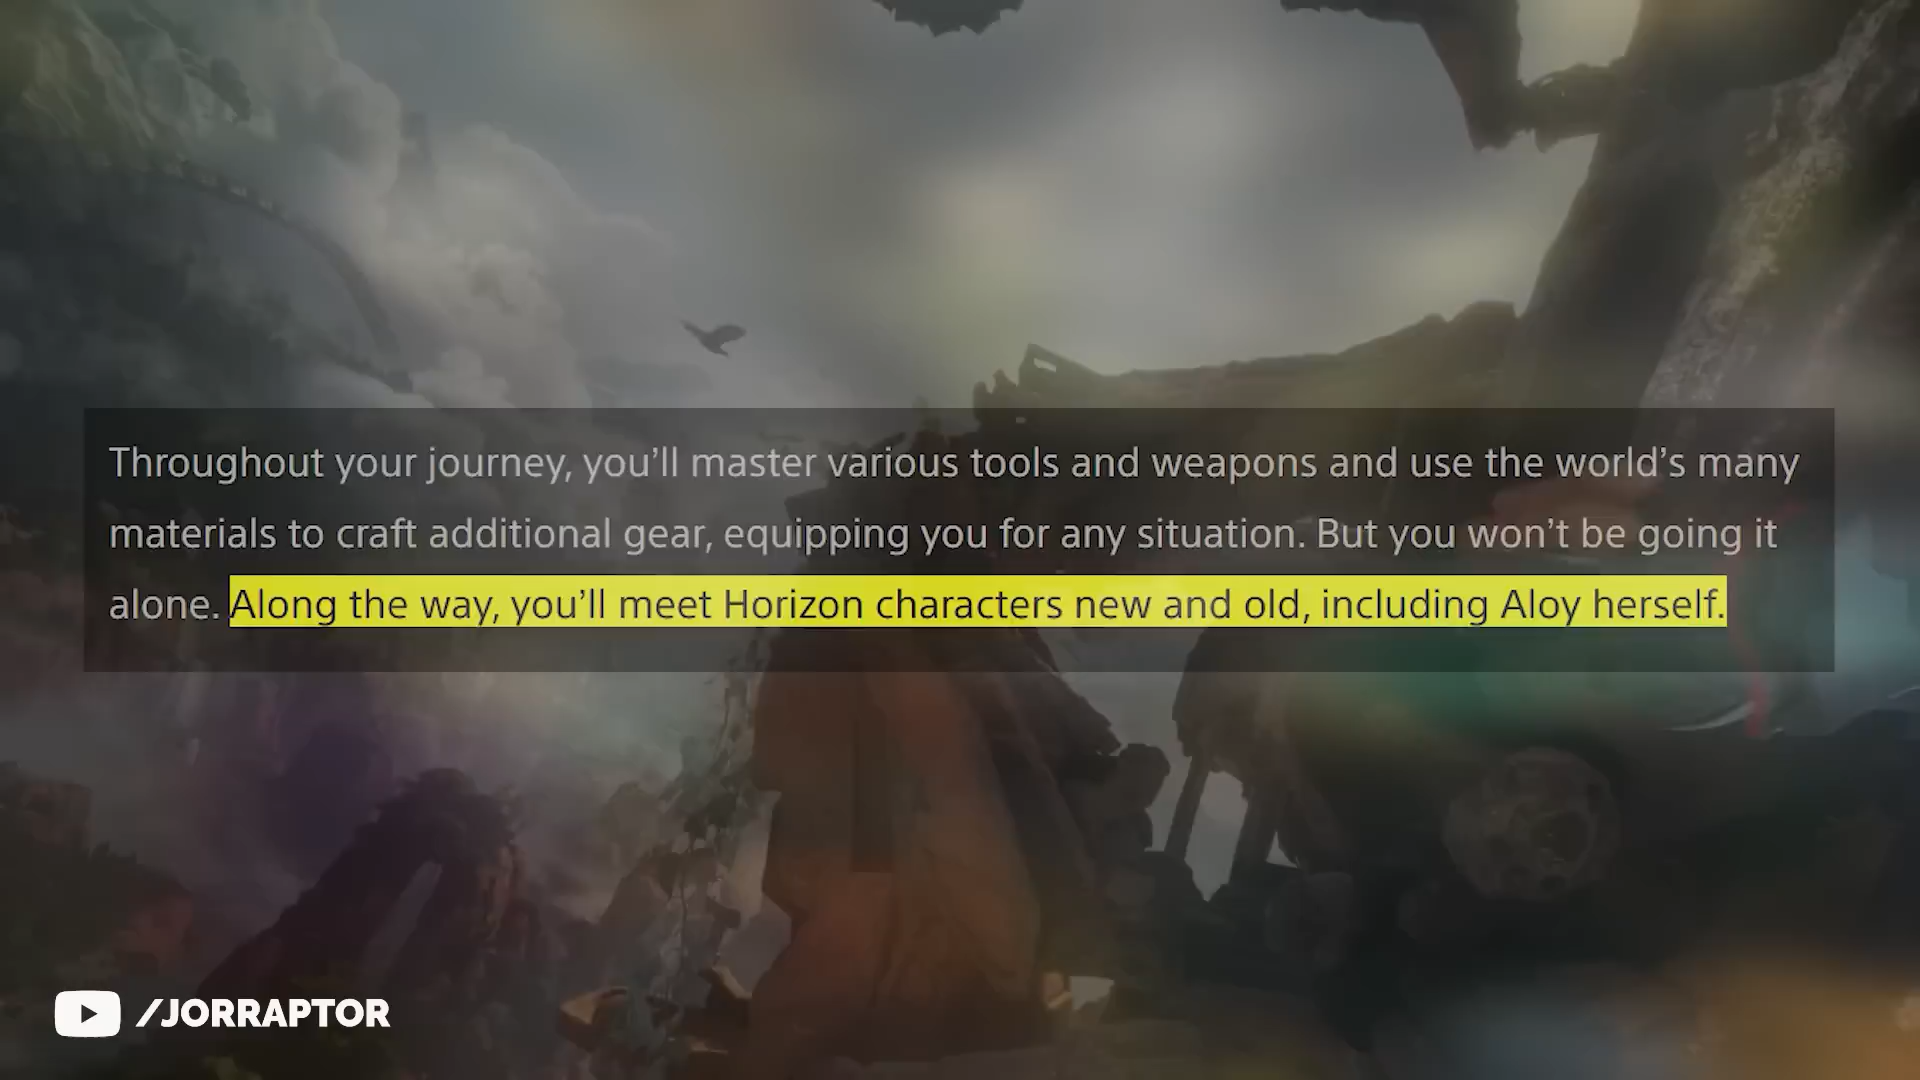 Throughout your journey, you’ll master various tools and weapons and use the world’s many
materials to craft additional gear, equipping you for any situation. But you won’t be going it
alone. Along the way, you’ll meet Horizon characters new and old, including Aloy herself.
/JORRAPTOR